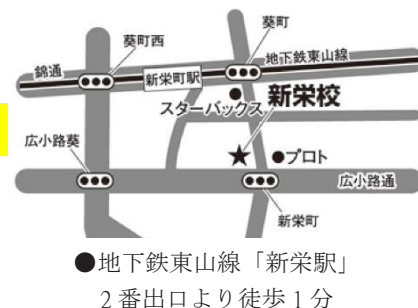 葵町西
葵町
地下鉄東山線
錦通
新栄町駅
スターバックス
新栄校
広小路葵
★
●プロト
広小路通
新栄町
●地下鉄東山線「新栄駅」
2番出口より徒歩1分